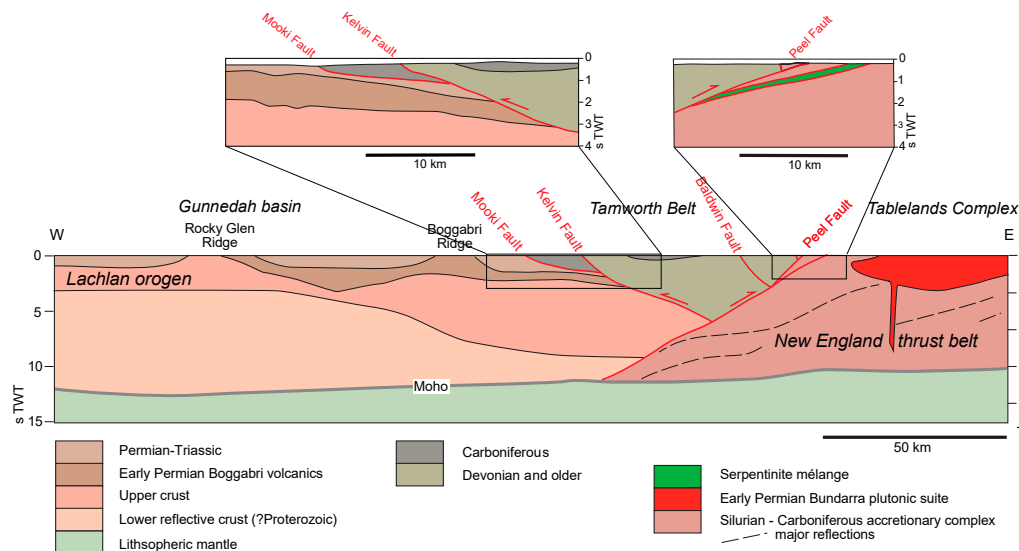 Mooki Fault
Kelvin Fault
0
1
2
3
4
s TWT
10 km
Peel Fault
0
1
2
3
4
s TWT
10 km
Gunnedah basin
Tamworth Belt
Tablelands Complex
W
Rocky Glen
Ridge
Boggabri
Ridge
Mooki Fault
Kelvin Fault
Baldwin Fault
Peel Fault
E
0
5
10
15
s TWT
Lachlan orogen
New England thrust belt
Moho
50 km
Permian-Triassic
Early Permian Boggabri volcanics
Upper crust
Lower reflective crust (?Proterozoic)
Lithsopheric mantle
Carboniferous
Devonian and older
Serpentinite mélange
Early Permian Bundarra plutonic suite
Silurian - Carboniferous accretionary complex
major reflections